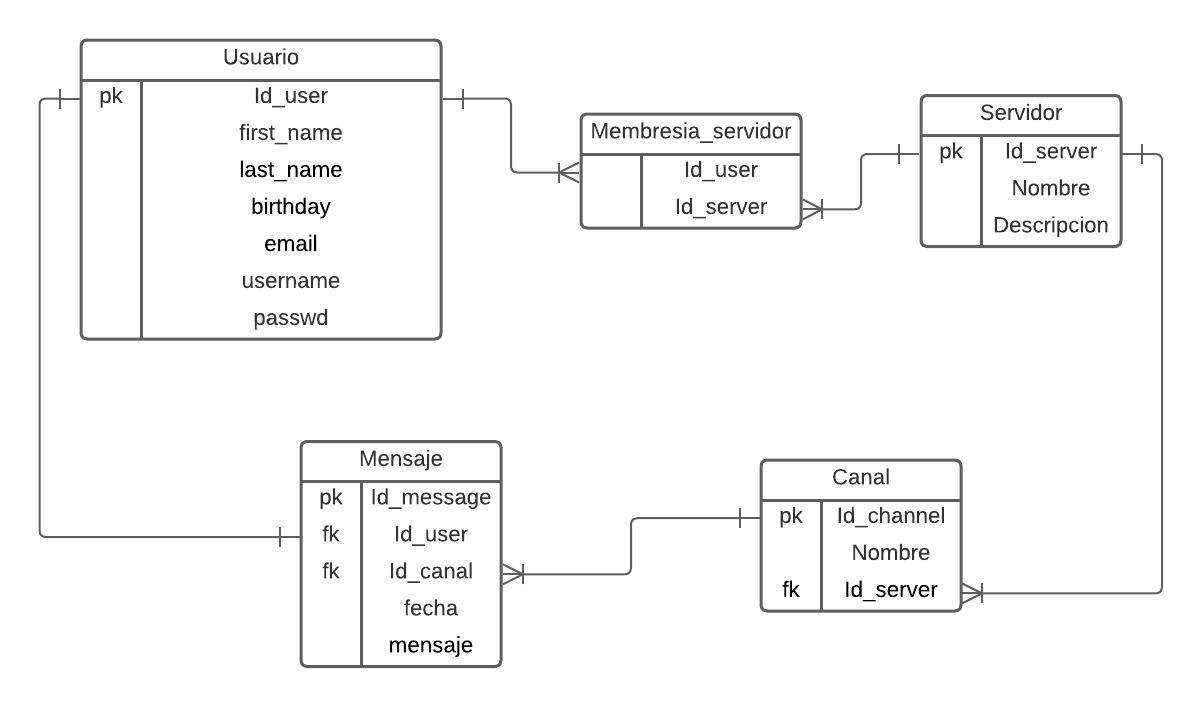 Usuario
pk Id_user
first_name
last_name
birthday
email
username
passwd
Membresia_servidor
Id_user
Id_server
Servidor
pk Id_server
Nombre
Descripcion
Mensaje
pk Id_message
fk Id_user
fk Id_canal
fecha
mensaje
Canal
pk Id_channel
Nombre
fk Id_server